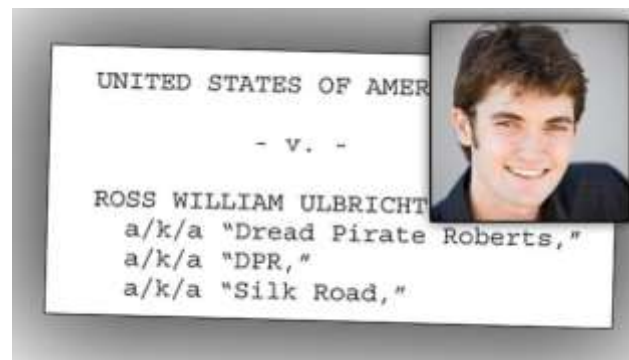 UNITED STATES OF AMER
- v. -
ROSS WILLIAM ULBRICHT
a/k/a “Dread Pirate Roberts,”
a/k/a “DPR,”
a/k/a “Silk Road,”